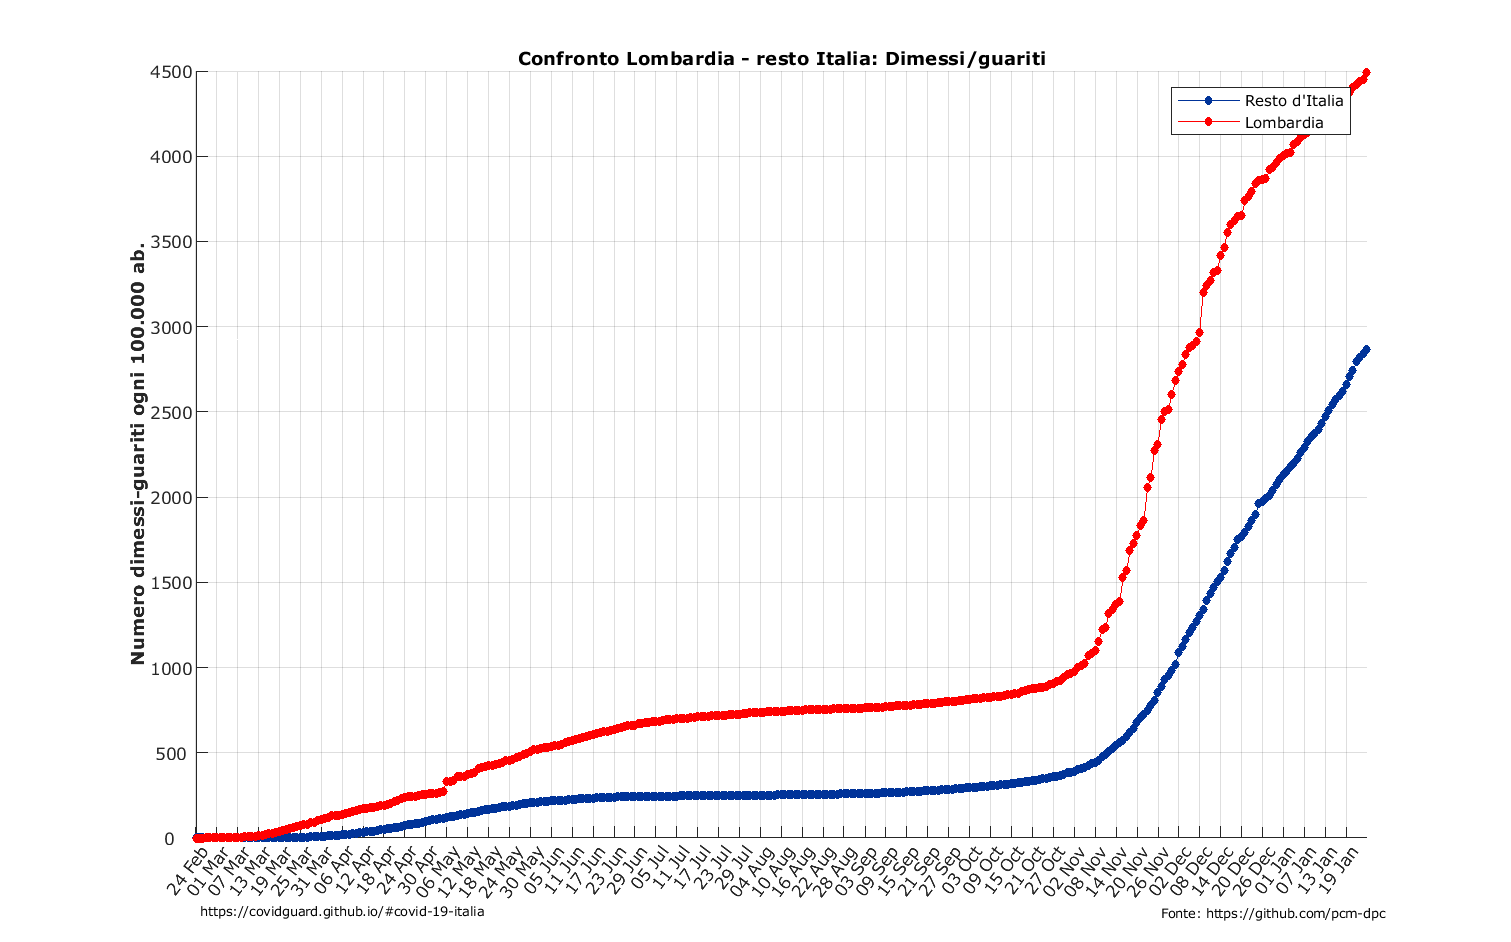 Confronto Lombardia - resto Italia: Dimessi/guariti
Numero dimessi-guariti ogni 100.000 ab.
4500
4000
3500
3000
2500
2000
1500
1000
500
0
Resto d'Italia
Lombardia
24 Feb
01 Mar
07 Mar
13 Mar
19 Mar
25 Mar
31 Mar
06 Apr
12 Apr
18 Apr
24 Apr
30 Apr
06 May
12 May
18 May
24 May
30 May
05 Jun
11 Jun
17 Jun
23 Jun
29 Jun
05 Jul
11 Jul
17 Jul
23 Jul
29 Jul
04 Aug
10 Aug
16 Aug
22 Aug
28 Aug
03 Sep
09 Sep
15 Sep
21 Sep
27 Sep
03 Oct
09 Oct
15 Oct
21 Oct
27 Oct
02 Nov
08 Nov
14 Nov
20 Nov
26 Nov
02 Dec
08 Dec
14 Dec
20 Dec
26 Dec
01 Jan
07 Jan
13 Jan
19 Jan
https://covidguard.github.io/#covid-19-italia
Fonte: https://github.com/pcm-dpc